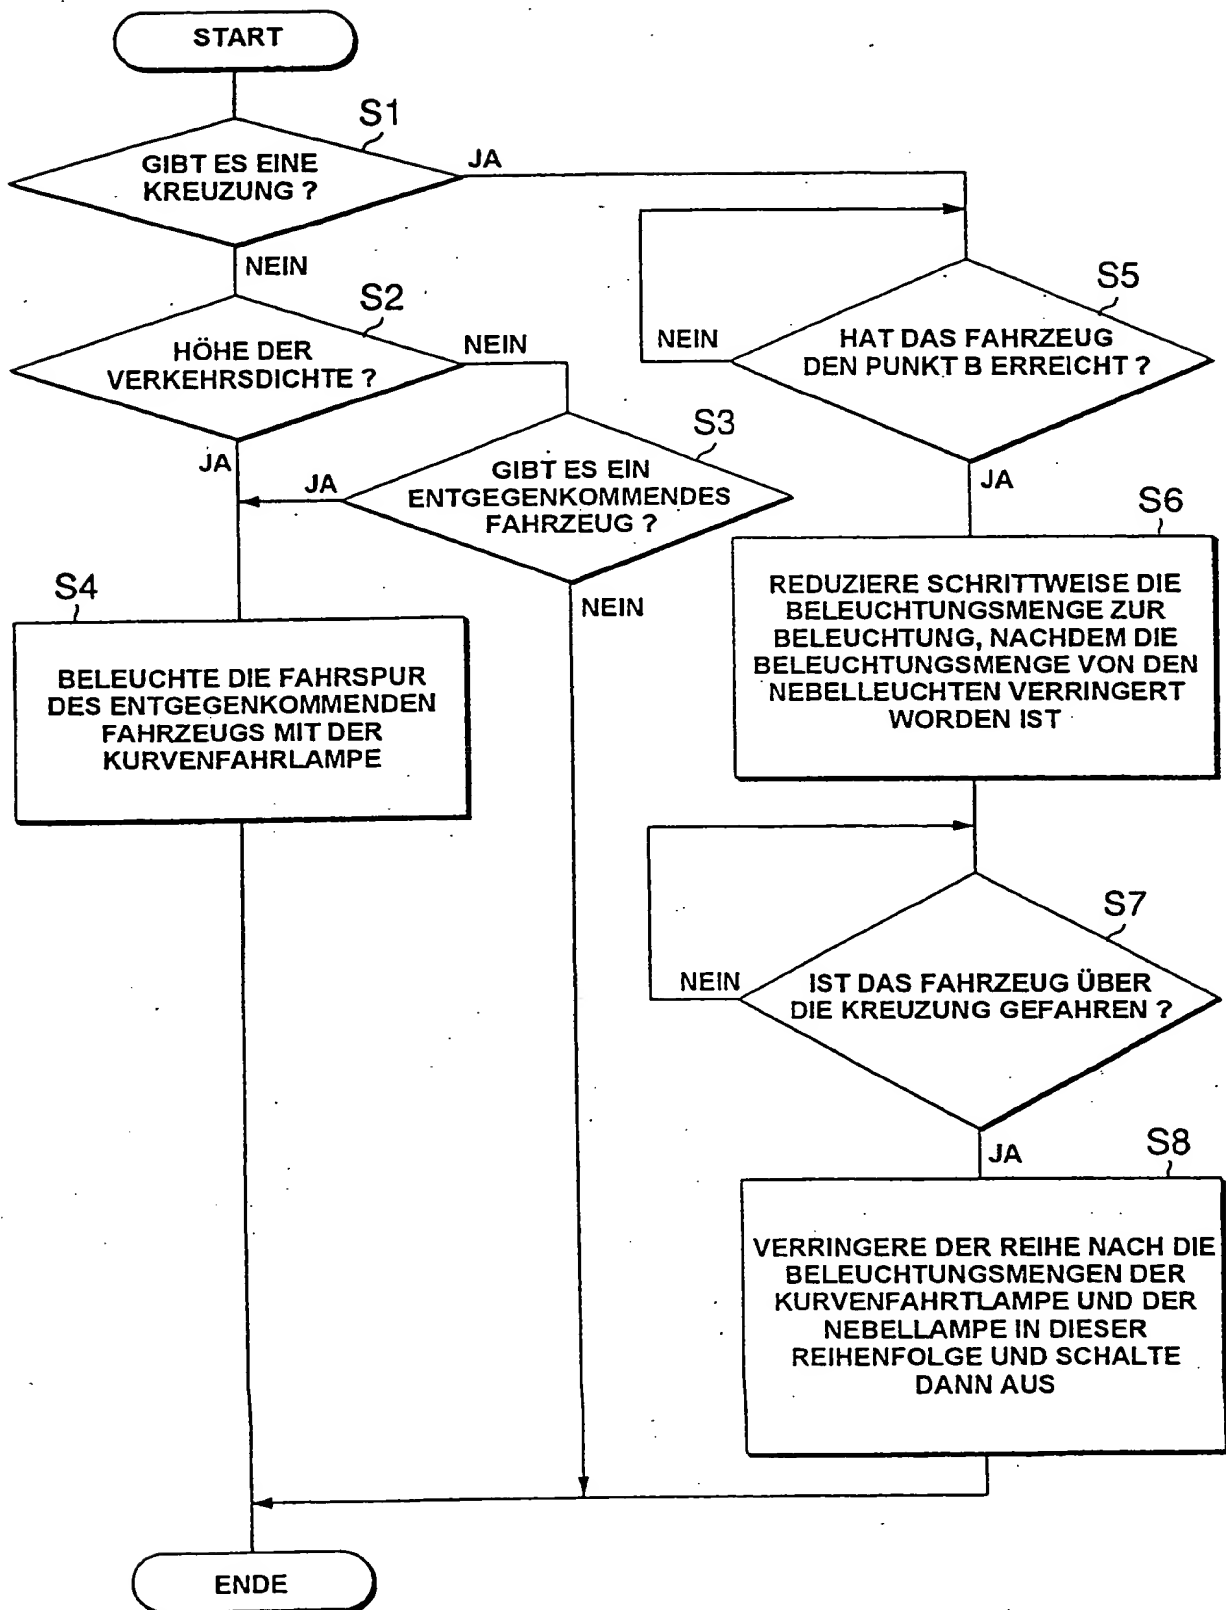 START
S1
GIBT ES EINE
KREUZUNG ?
JA
NEIN
S2
HÖHE DER
VERKEHRSDICHTE ?
NEIN
JA
S3
GIBT ES EIN
ENTGEGENKOMMENDES
FAHRZEUG ?
JA
NEIN
S4
BELEUCHTE DIE FAHRSPUR
DES ENTGEGENKOMMENDEN
FAHRZEUGS MIT DER
KURVENFAHRLAMPE
S5
HAT DAS FAHRZEUG
DEN PUNKT B ERREICHT ?
NEIN
JA
S6
REDUZIERE SCHRITTWEISE DIE
BELEUCHTUNGSMENGE ZUR
BELEUCHTUNG, NACHDEM DIE
BELEUCHTUNGSMENGE VON DEN
NEBELLEUCHTEN VERRINGERT
WORDEN IST
S7
IST DAS FAHRZEUG ÜBER
DIE KREUZUNG GEFAHREN ?
NEIN
JA
S8
VERRINGERE DER REIHE NACH DIE
BELEUCHTUNGSMENGEN DER
KURVENFAHRTLAMPE UND DER
NEBELLAMPE IN DIESER
REIHENFOLGE UND SCHALTE
DANN AUS
ENDE